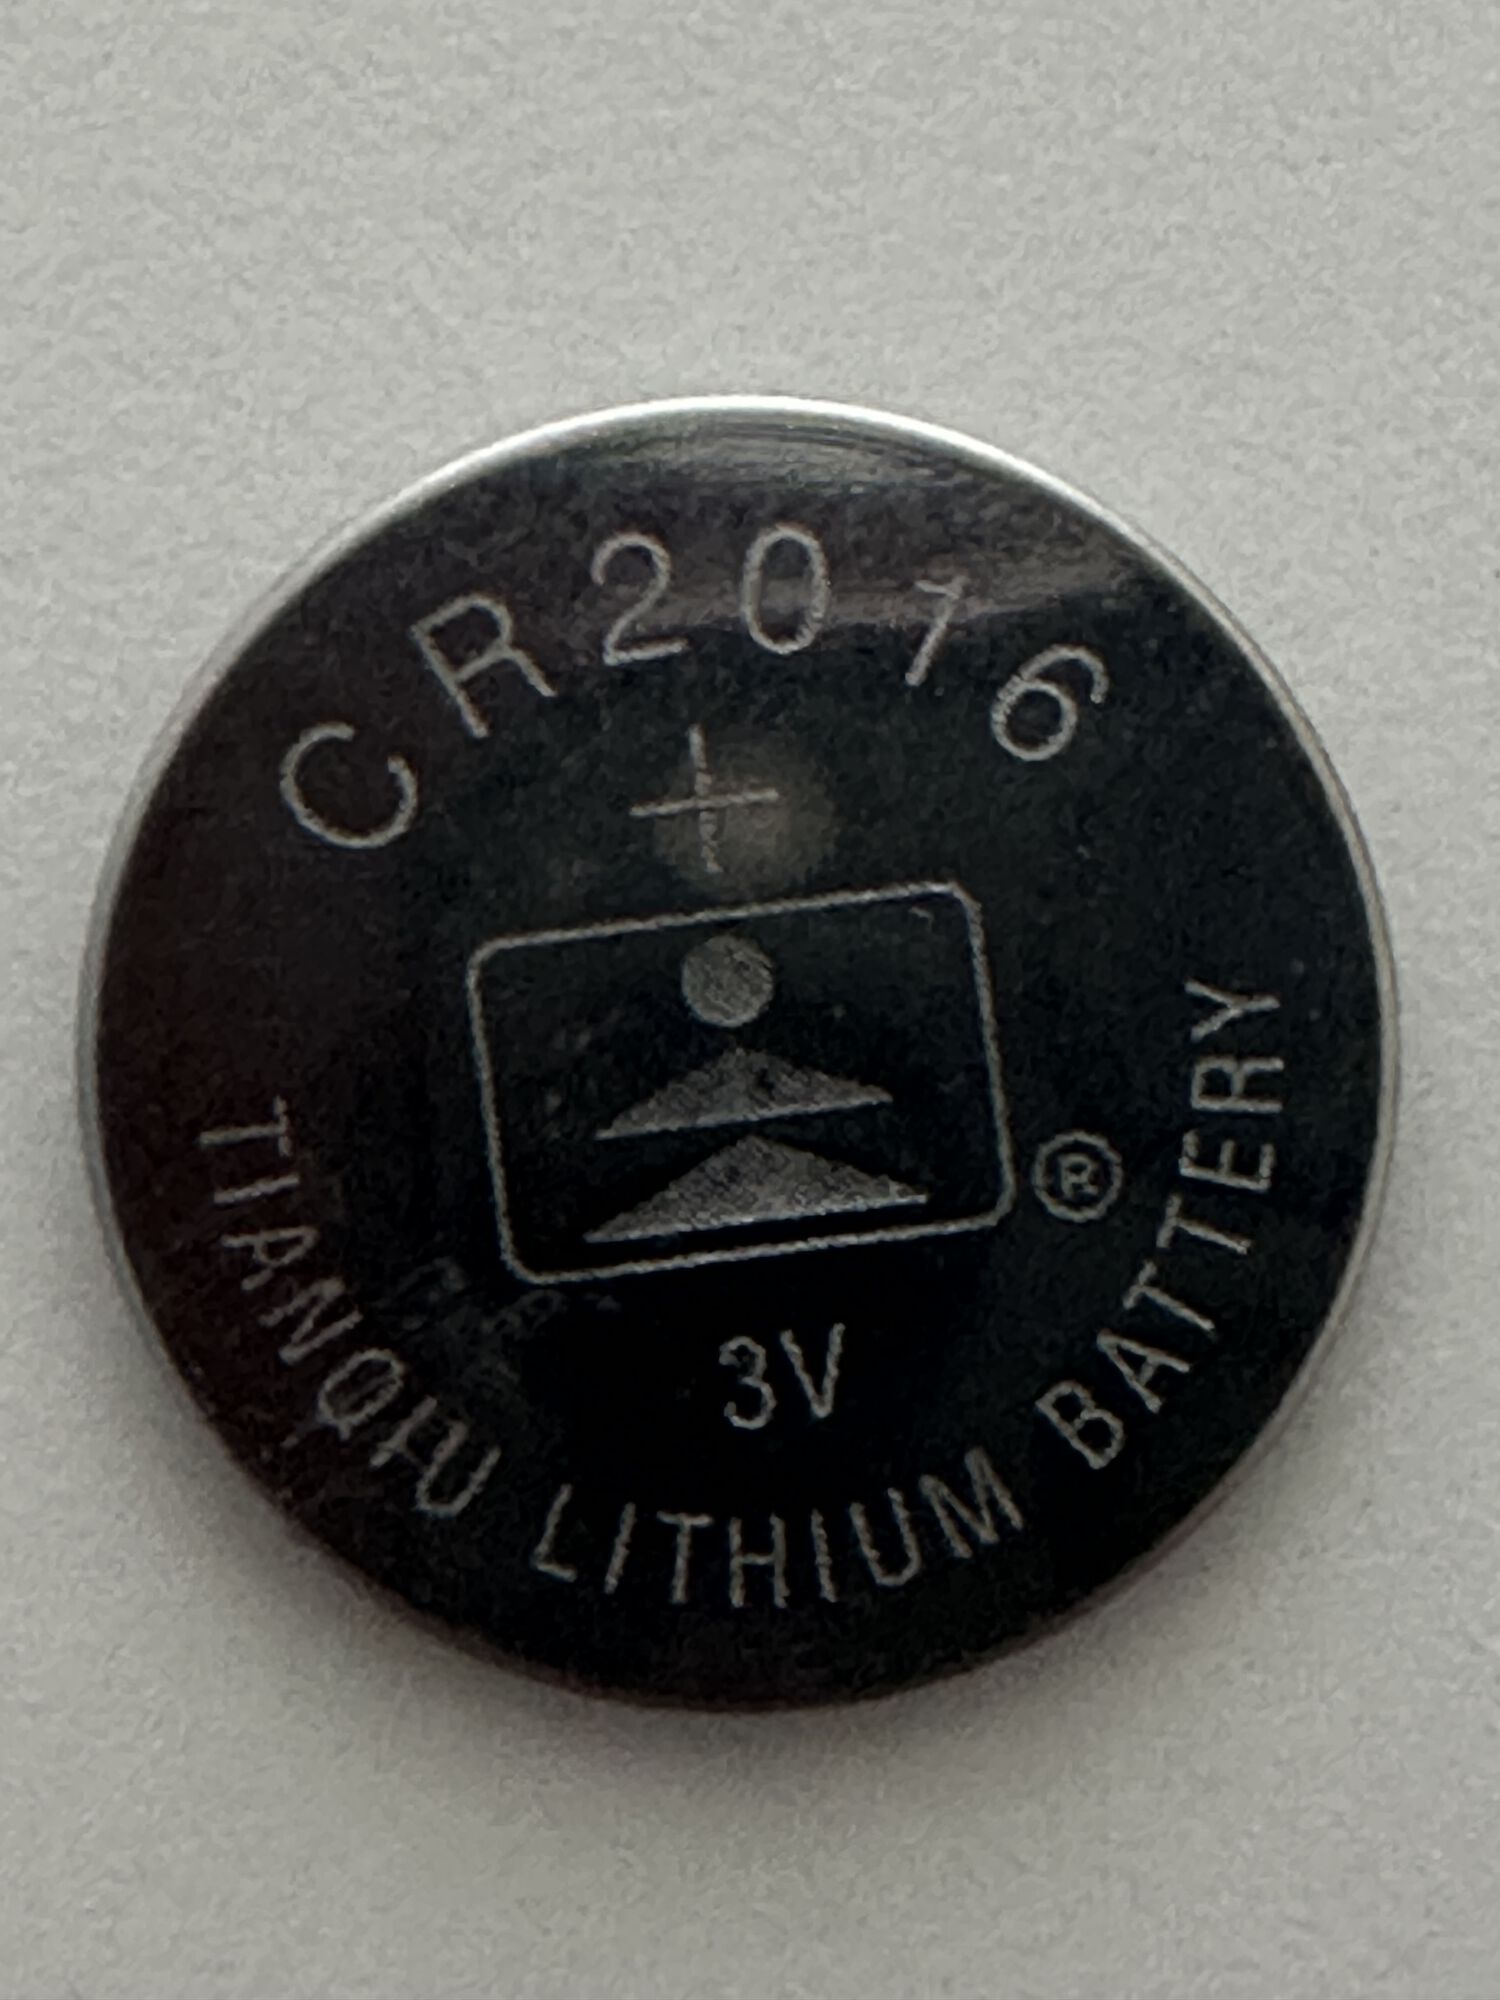 CR2016
+
®
3V
TIANQIU LITHIUM BATTERY